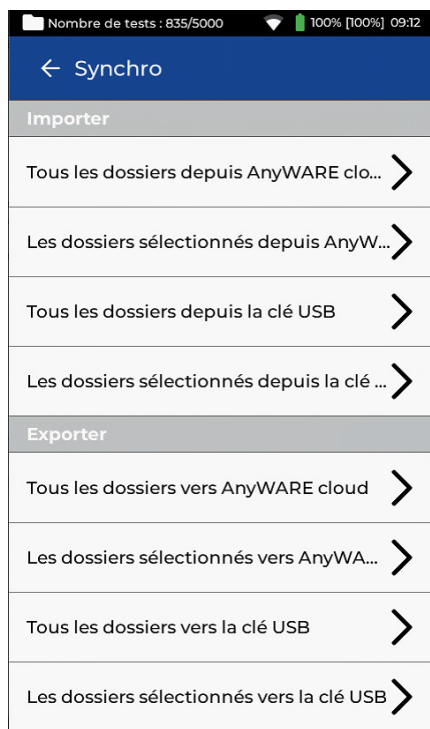 Nombre de tests : 835/5000 100% [100%] 09:12
Synchro
Importer
Tous les dossiers depuis AnyWARE clo...
Les dossiers sélectionnés depuis AnyW...
Tous les dossiers depuis la clé USB
Les dossiers sélectionnés depuis la clé ...
Exporter
Tous les dossiers vers AnyWARE cloud
Les dossiers sélectionnés vers AnyWA...
Tous les dossiers vers la clé USB
Les dossiers sélectionnés vers la clé USB